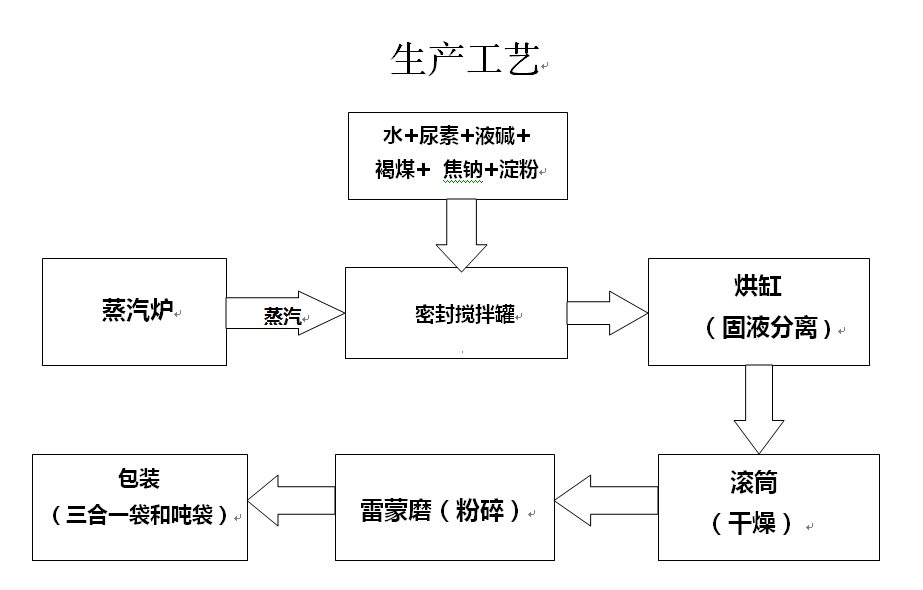 生产工艺
水+尿素+液碱+
褐煤+ 焦钠+淀粉
蒸汽炉
蒸汽
密封搅拌罐
烘缸
（固液分离）
包装
（三合一袋和吨袋）
雷蒙磨（粉碎）
滚筒
（干燥）